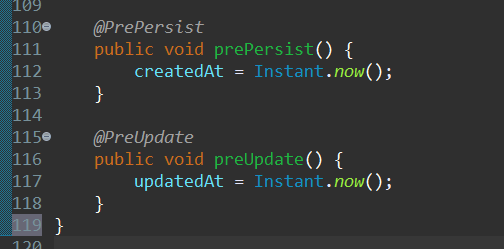 109
110 @PrePersist
111 public void prePersist() {
112 createdAt = Instant.now();
113 }
114
115 @PreUpdate
116 public void preUpdate() {
117 updatedAt = Instant.now();
118 }
119 }
120